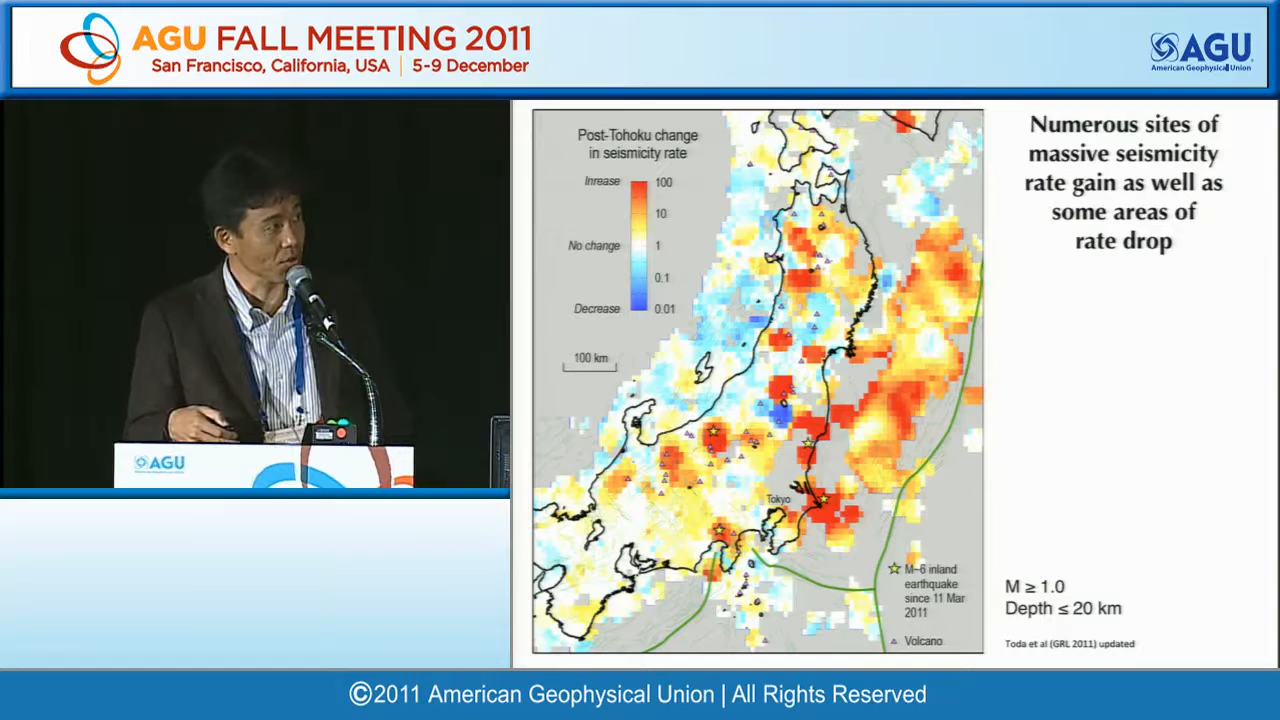 AGU FALL MEETING 2011
San Francisco, California, USA | 5-9 December
AGU
American Geophysical Union
AGU
Post-Tohoku change
in seismicity rate
Inrease
100
10
No change
1
0.1
Decrease
0.01
100 km
Tokyo
M~6 inland
earthquake
since 11 Mar
2011
Volcano
Numerous sites of
massive seismicity
rate gain as well as
some areas of
rate drop
M ≥ 1.0
Depth ≤ 20 km
Toda et al (GRL 2011) updated
©2011 American Geophysical Union | All Rights Reserved